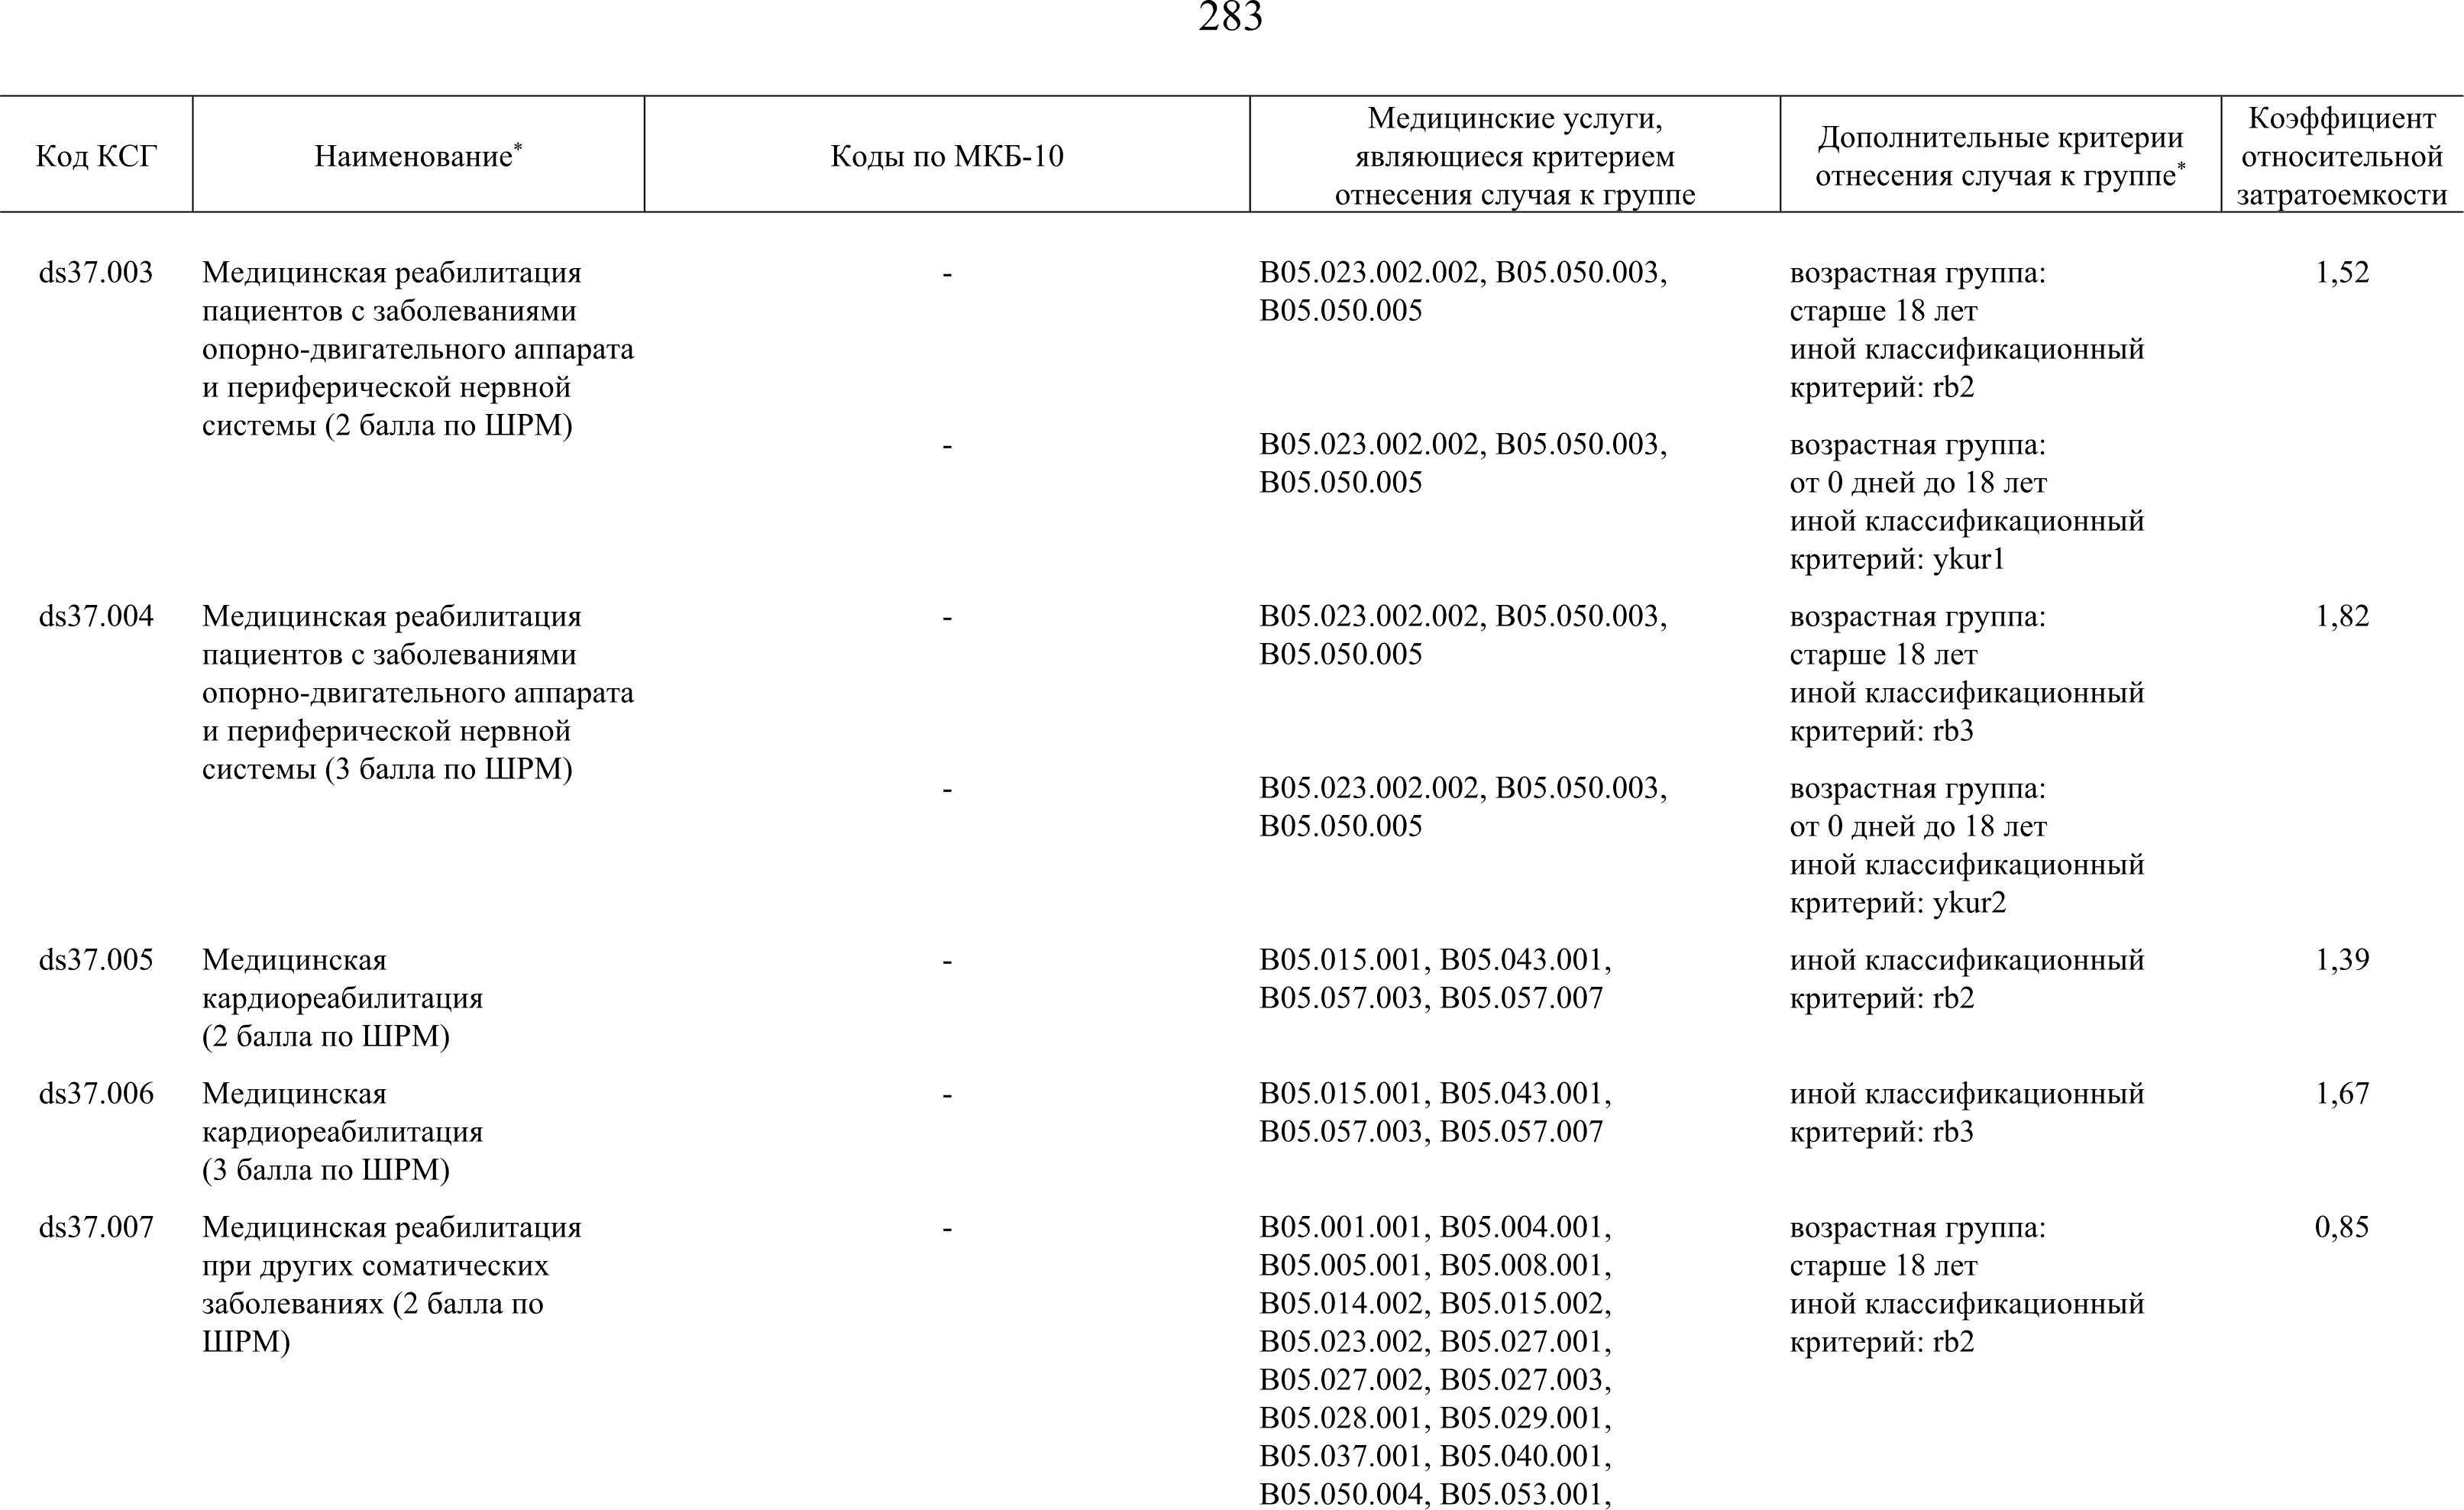 283
Код КСГ
Наименование*
Коды по МКБ-10
Медицинские услуги,
являющиеся критерием
отнесения случая к группе
Дополнительные критерии
отнесения случая к группе*
Коэффициент
относительной
затратоемкости
ds37.003
Медицинская реабилитация
пациентов с заболеваниями
опорно-двигательного аппарата
и периферической нервной
системы (2 балла по ШРМ)
-
B05.023.002.002, B05.050.003,
B05.050.005
возрастная группа:
старше 18 лет
иной классификационный
критерий: rb2
1,52
-
B05.023.002.002, B05.050.003,
B05.050.005
возрастная группа:
от 0 дней до 18 лет
иной классификационный
критерий: ykur1
ds37.004
Медицинская реабилитация
пациентов с заболеваниями
опорно-двигательного аппарата
и периферической нервной
системы (3 балла по ШРМ)
-
B05.023.002.002, B05.050.003,
B05.050.005
возрастная группа:
старше 18 лет
иной классификационный
критерий: rb3
1,82
-
B05.023.002.002, B05.050.003,
B05.050.005
возрастная группа:
от 0 дней до 18 лет
иной классификационный
критерий: ykur2
ds37.005
Медицинская
кардиореабилитация
(2 балла по ШРМ)
-
B05.015.001, B05.043.001,
B05.057.003, B05.057.007
иной классификационный
критерий: rb2
1,39
ds37.006
Медицинская
кардиореабилитация
(3 балла по ШРМ)
-
B05.015.001, B05.043.001,
B05.057.003, B05.057.007
иной классификационный
критерий: rb3
1,67
ds37.007
Медицинская реабилитация
при других соматических
заболеваниях (2 балла по
ШРМ)
-
B05.001.001, B05.004.001,
B05.005.001, B05.008.001,
B05.014.002, B05.015.002,
B05.023.002, B05.027.001,
B05.027.002, B05.027.003,
B05.028.001, B05.029.001,
B05.037.001, B05.040.001,
B05.050.004, B05.053.001,
возрастная группа:
старше 18 лет
иной классификационный
критерий: rb2
0,85